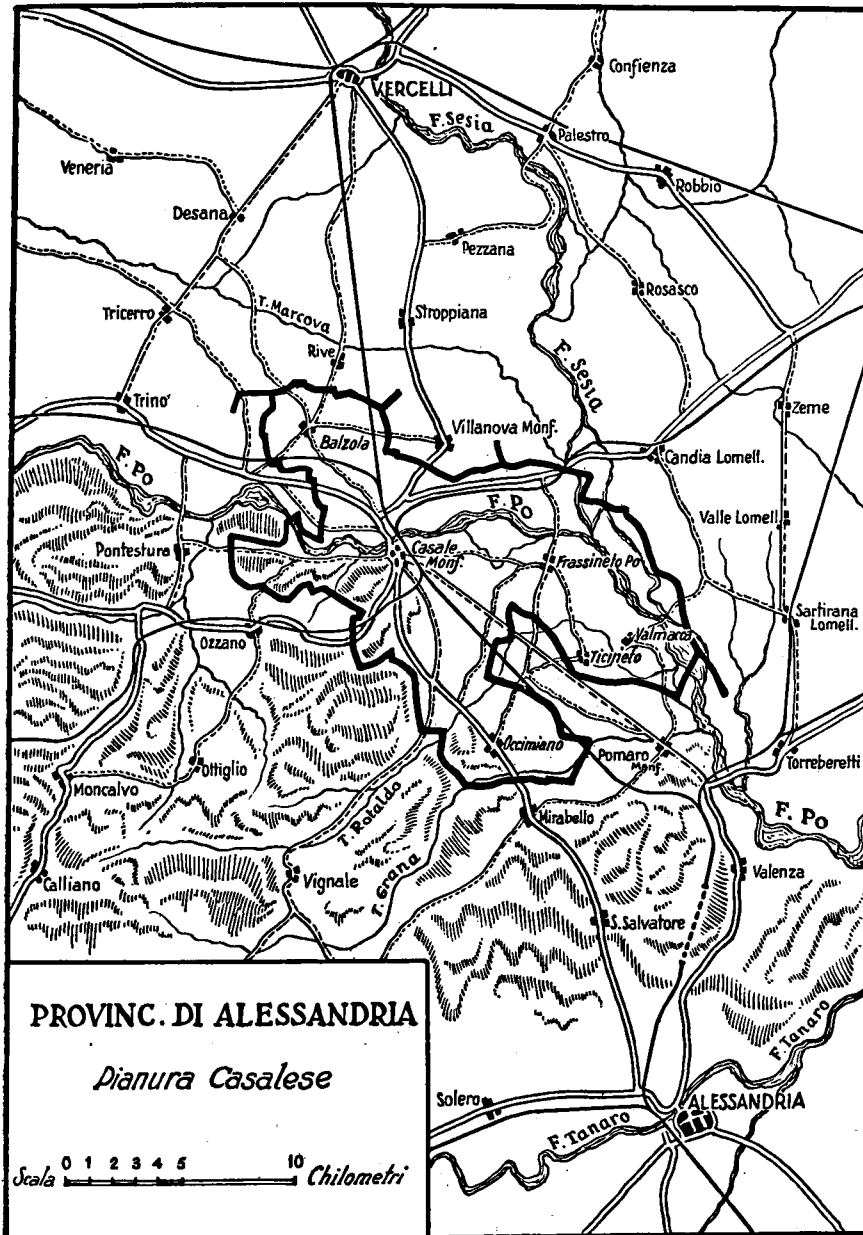 Confienza
VERCELLI
F. Sesia
Palestro
Veneria
Robbio
Desana
Pezzana
Rosasco
T. Marcova
Tricerro
Stroppiana
Rive
F. Sesia
Trino
Zeme
Balzola
Villanova Monf.
Candia Lomell.
F. Po
F. Po
Valle Lomell.
Pontestura
Casale
Monf.
Frassineto Po
Sartirana
Lomell.
Ozzano
Valmacca
Ticineto
Occimiano
Pomaro
Monf.
Torreberetti
Ottiglio
Moncalvo
T. Rotaldo
F. Po
Mirabello
Calliano
Vignale
T. Grana
Valenza
S. Salvatore
PROVINC. DI ALESSANDRIA
Pianura Casalese
F. Tanaro
Solero
ALESSANDRIA
F. Tanaro
Scala 0 1 2 3 4 5 10 Chilometri